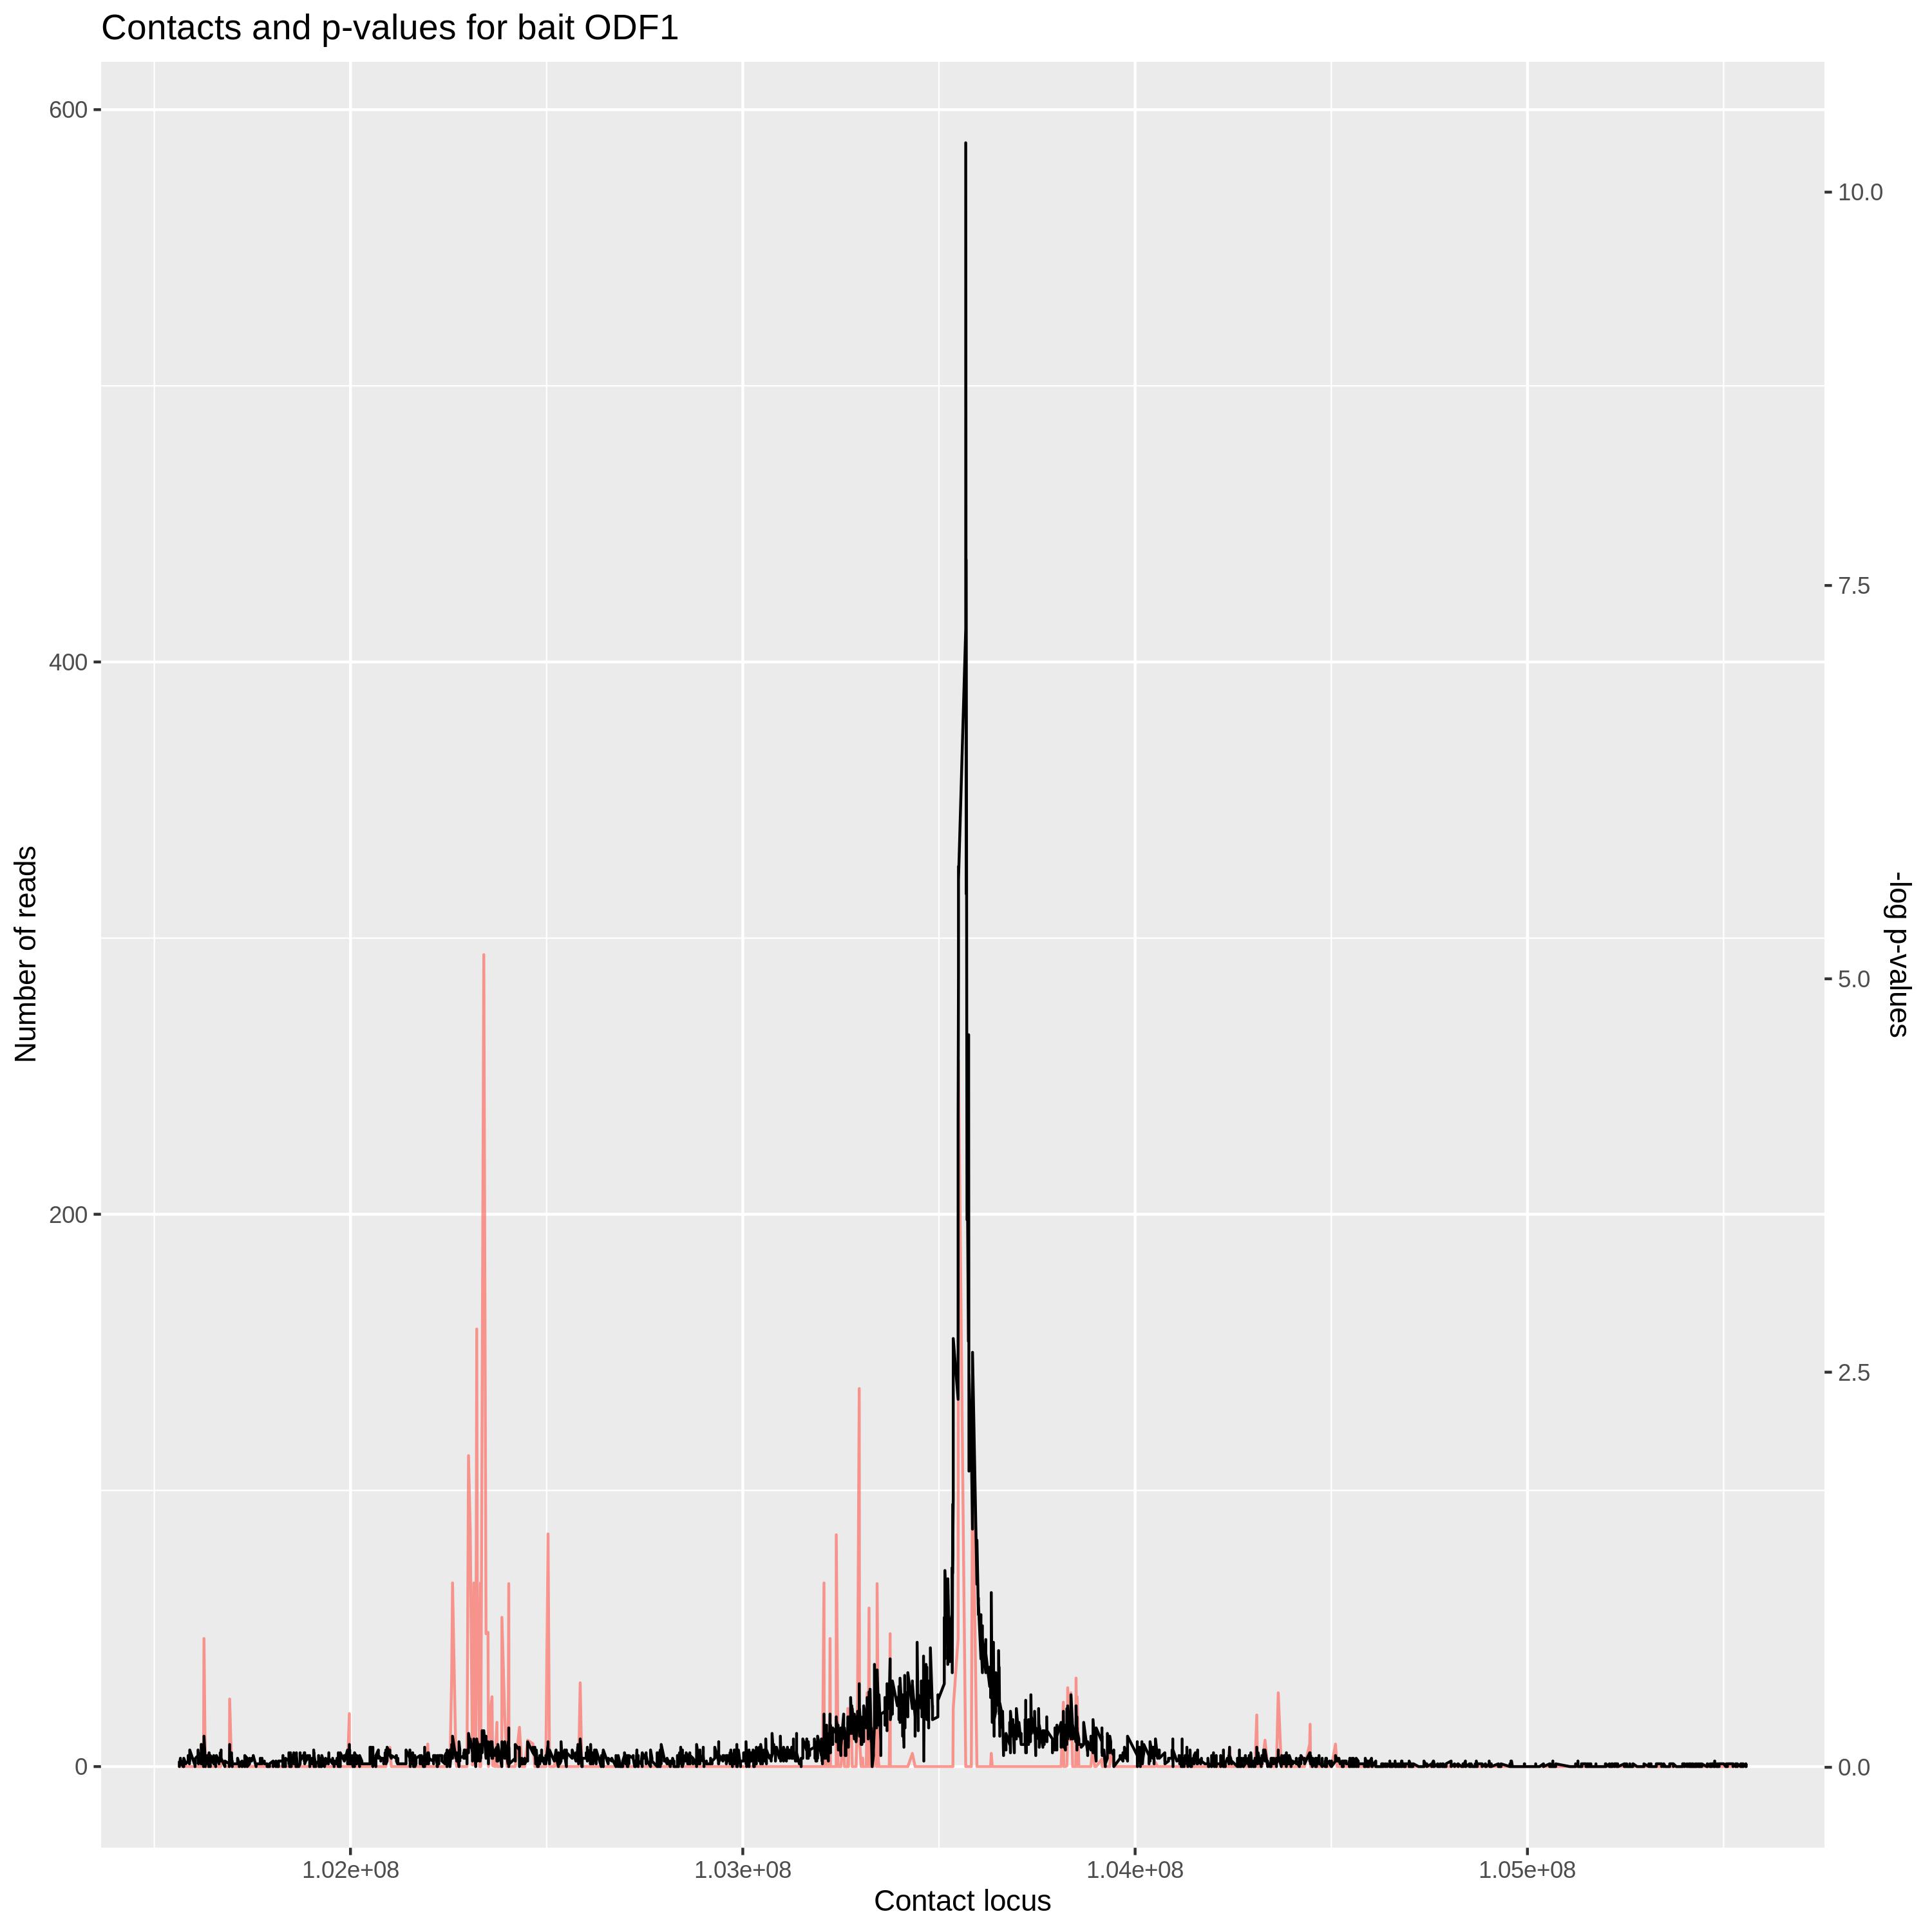 Contacts and p-values for bait ODF1
600
400
200
0
10.0
7.5
5.0
2.5
0.0
Number of reads
-log p-values
1.02e+08
1.03e+08
1.04e+08
1.05e+08
Contact locus